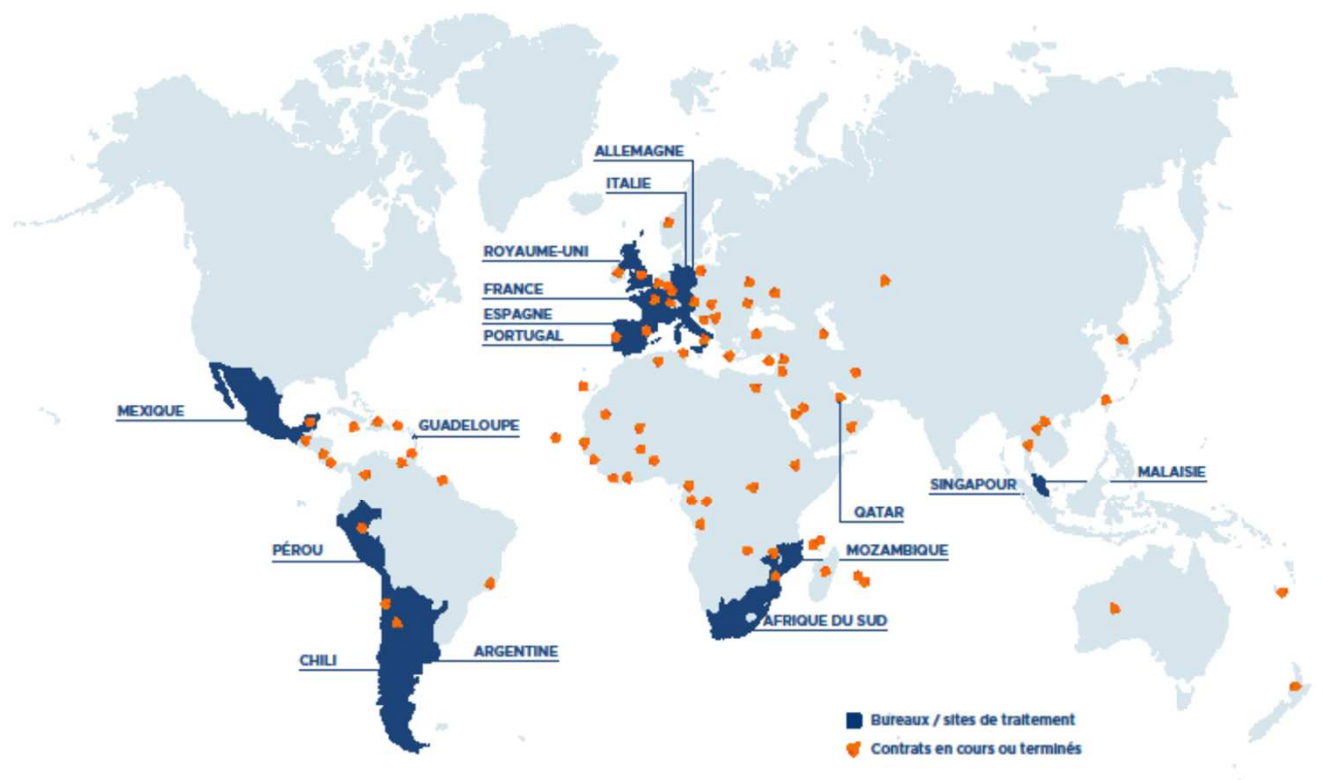 ALLEMAGNE
ITALIE
ROYAUME-UNI
FRANCE
ESPAGNE
PORTUGAL
MEXIQUE
GUADELOUPE
MALAISIE
SINGAPOUR
QATAR
PÉROU
MOZAMBIQUE
AFRIQUE DU SUD
ARGENTINE
CHILI
Bureaux / sites de traitement
Contrats en cours ou terminés